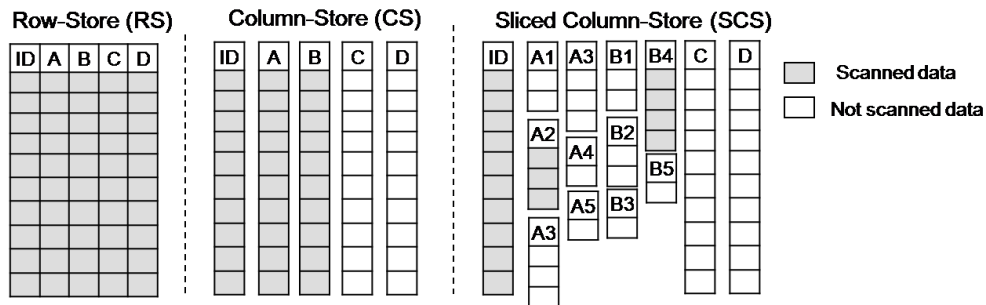 Row-Store (RS)
ID A B C D
Column-Store (CS)
ID A B C D
Sliced Column-Store (SCS)
ID A1 A3 B1 B4 C D
A2 B2
A4 B5
A5 B3
A3
Scanned data
Not scanned data